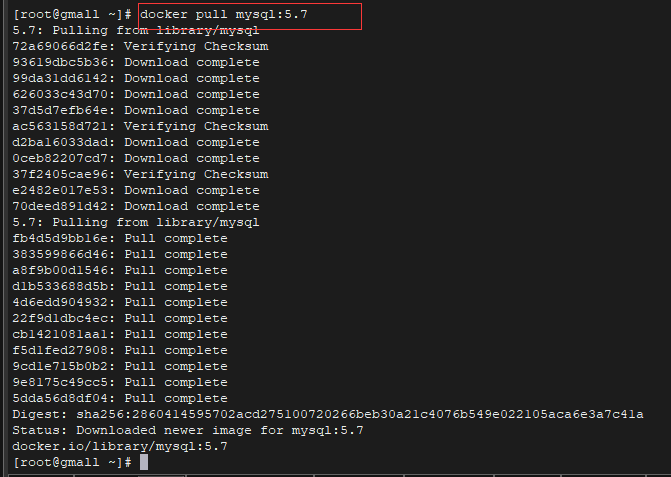 [root@gmall ~]# docker pull mysql:5.7
5.7: Pulling from library/mysql
72a69066d2fe: Verifying Checksum
93619dbc5b36: Download complete
99da31dd6142: Download complete
626033c43d70: Download complete
37d5d7efb64e: Download complete
ac563158d721: Verifying Checksum
d2ba16033dad: Download complete
0ceb82207cd7: Download complete
37f2405cae96: Verifying Checksum
e2482e017e53: Download complete
70deed891d42: Download complete
5.7: Pulling from library/mysql
fb4d5d9bb16e: Pull complete
383599866d46: Pull complete
a8f9b00d1546: Pull complete
d1b533688d5b: Pull complete
4d6edd904932: Pull complete
22f9d1dbc4ec: Pull complete
cb1421081aa1: Pull complete
f5d1fed27908: Pull complete
9cd1e715b0b2: Pull complete
9e8175c49cc5: Pull complete
5dda56d8df04: Pull complete
Digest: sha256:2860414595702acd275100720266beb30a21c4076b549e022105aca6e3a7c41a
Status: Downloaded newer image for mysql:5.7
docker.io/library/mysql:5.7
[root@gmall ~]#